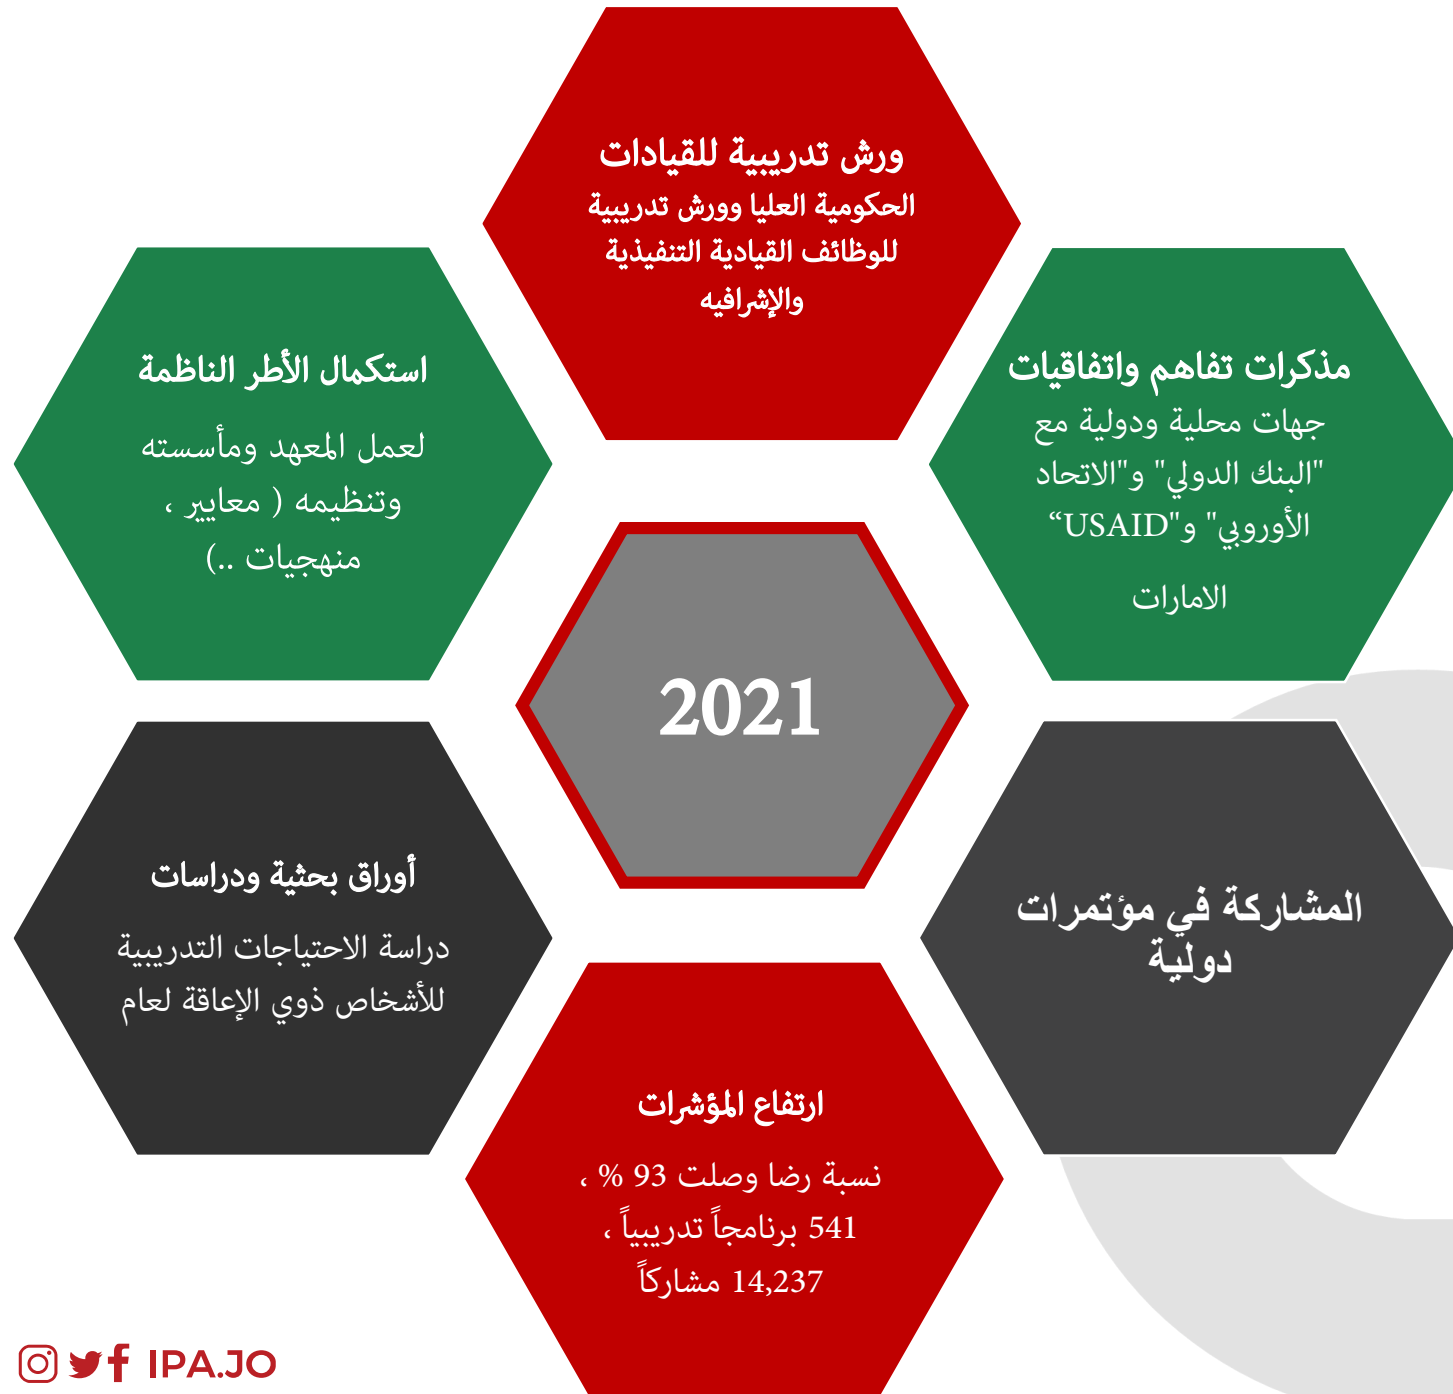 ورش تدريبية للقيادات
الحكومية العليا وورش تدريبية
للوظائف القيادية التنفيذية
والإشرافيه
مذكرات تفاهم واتفاقيات
جهات محلية ودولية مع
"البنك الدولي" و"الاتحاد
الأوروبي" و"USAID“
الامارات
استكمال الأطر الناظمة
لعمل المعهد ومأسسته
وتنظيمه ( معايير ،
منهجيات ..)
2021
المشاركة في مؤتمرات
دولية
أوراق بحثية ودراسات
دراسة الاحتياجات التدريبية
للأشخاص ذوي الإعاقة لعام
ارتفاع المؤشرات
نسبة رضا وصلت 93 % ،
541 برنامجاً تدريبياً ،
14,237 مشاركاً
IPA.JO